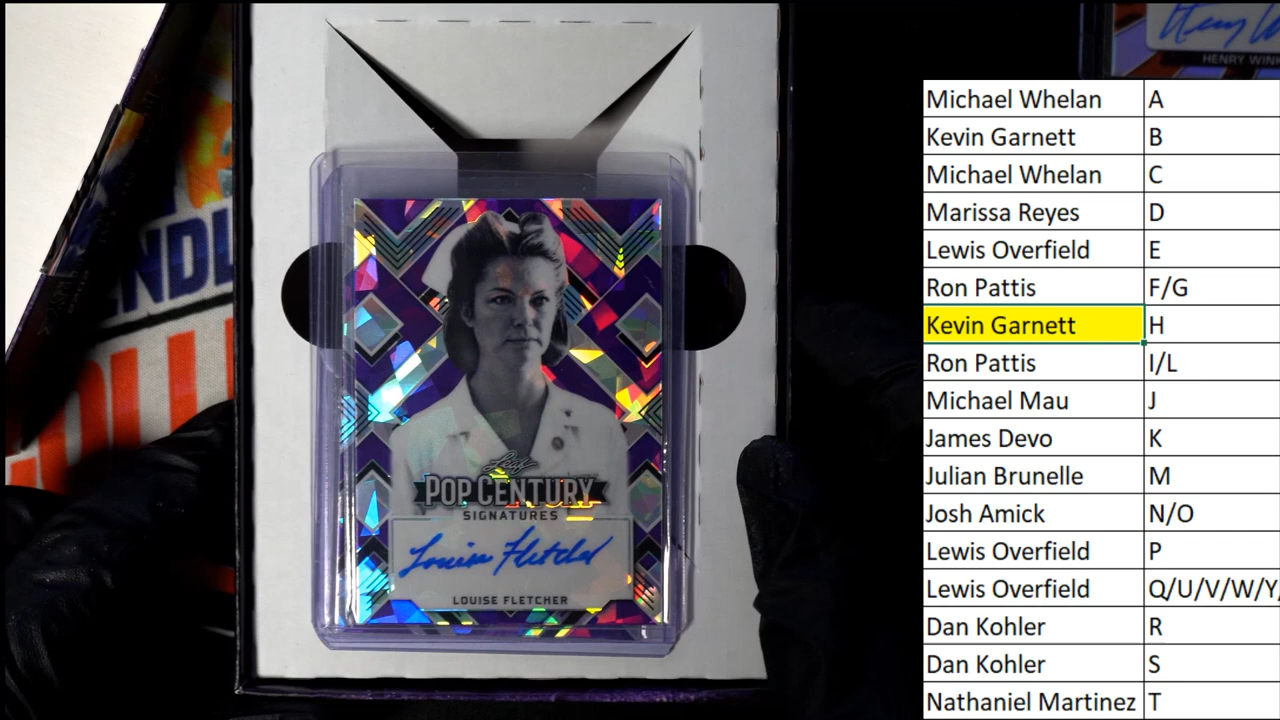 HENRY WINK
NDL
Leaf
POP CENTURY
SIGNATURES
Louise Fletcher
LOUISE FLETCHER
Michael Whelan A
Kevin Garnett B
Michael Whelan C
Marissa Reyes D
Lewis Overfield E
Ron Pattis F/G
Kevin Garnett H
Ron Pattis I/L
Michael Mau J
James Devo K
Julian Brunelle M
Josh Amick N/O
Lewis Overfield P
Lewis Overfield Q/U/V/W/Y/
Dan Kohler R
Dan Kohler S
Nathaniel Martinez T